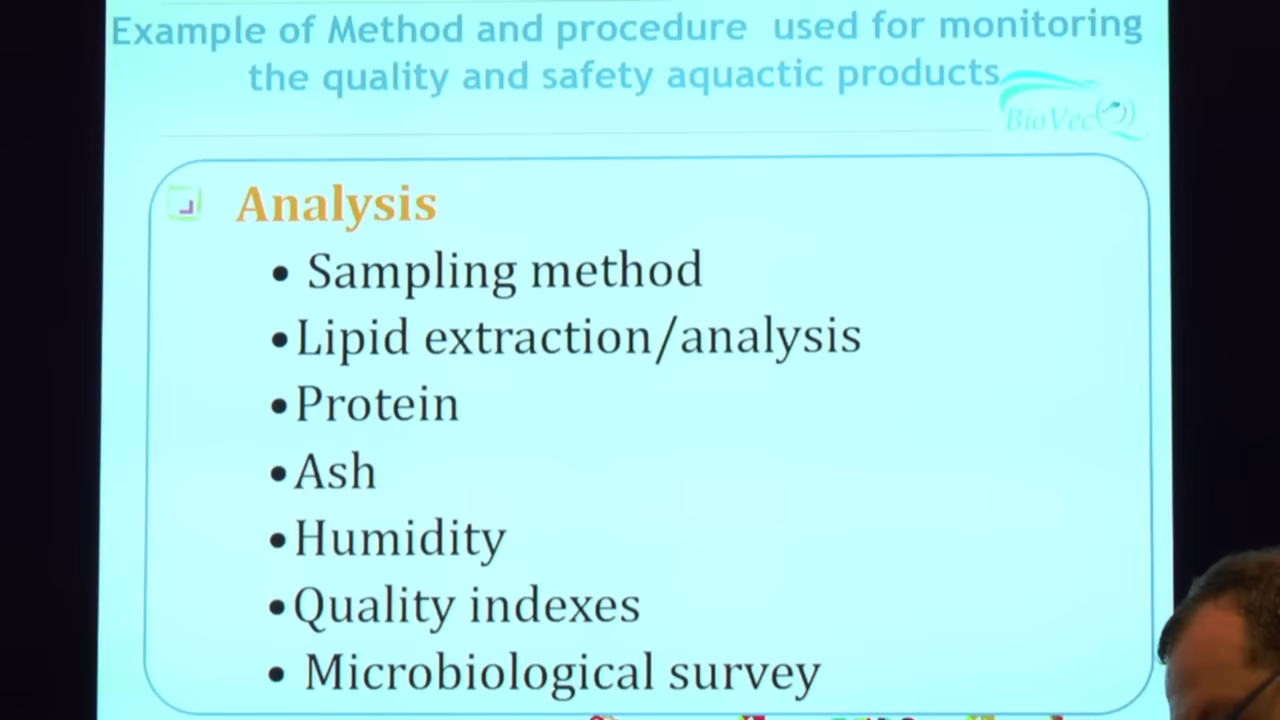 Example of Method and procedure used for monitoring
the quality and safety aquactic products
BioVecQ
Analysis
• Sampling method
•Lipid extraction/analysis
•Protein
•Ash
•Humidity
•Quality indexes
• Microbiological survey